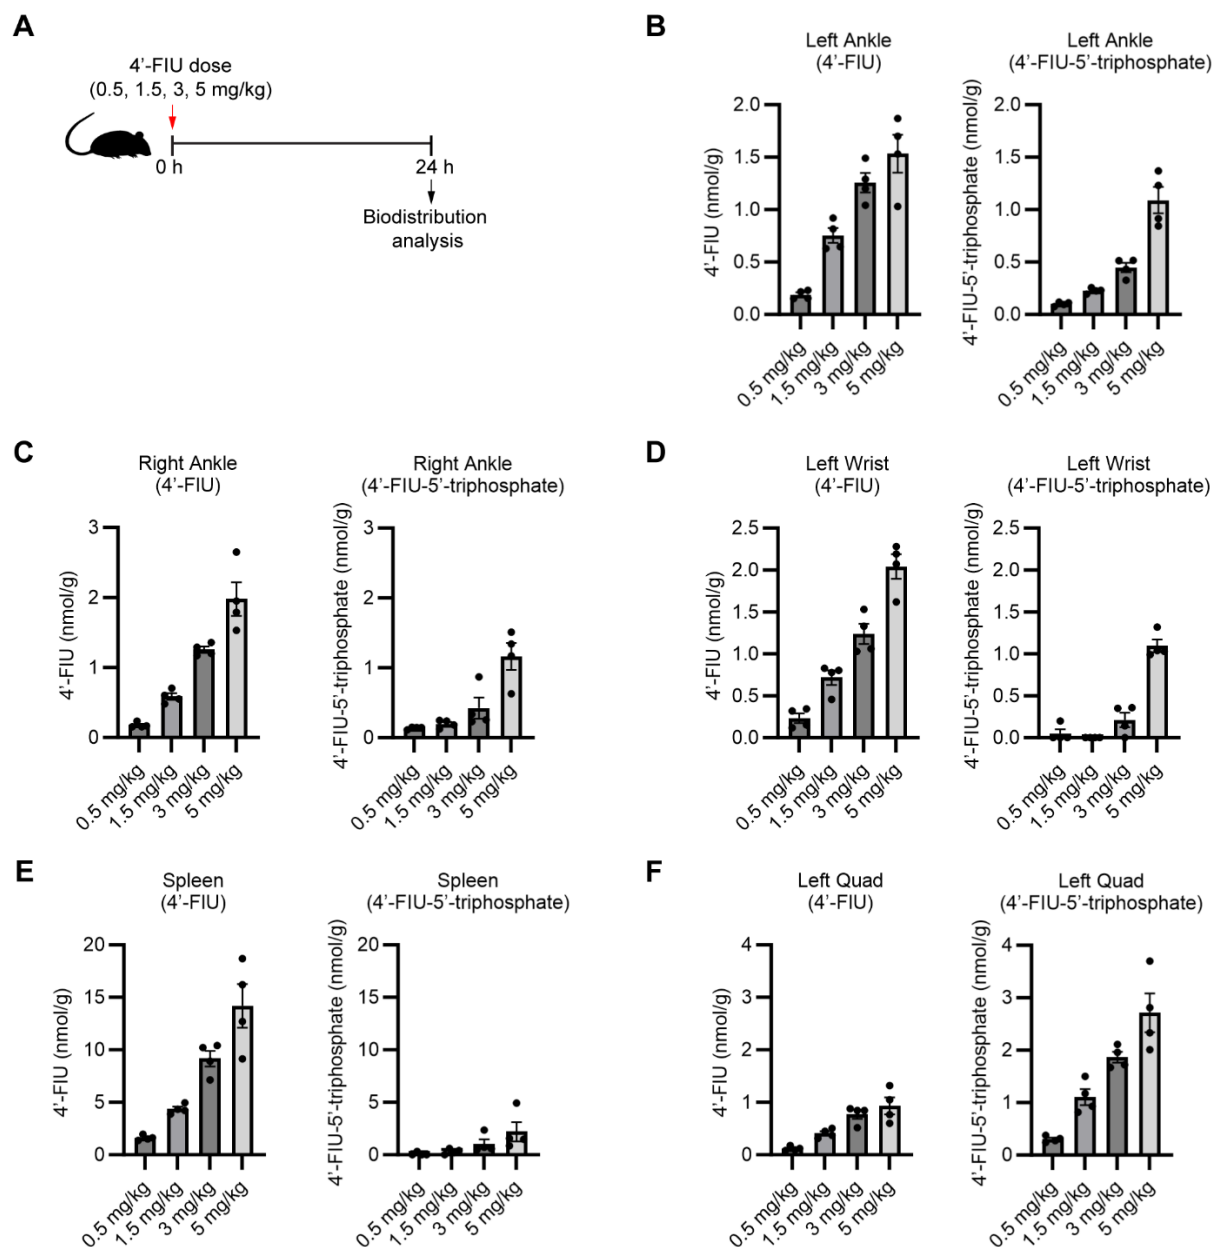 A
4'-FIU dose
(0.5, 1.5, 3, 5 mg/kg)
0 h
24 h
Biodistribution
analysis
B
Left Ankle
(4'-FIU)
4'-FIU (nmol/g)
2.0
1.5
1.0
0.5
0.0
0.5 mg/kg
1.5 mg/kg
3 mg/kg
5 mg/kg
Left Ankle
(4'-FIU-5'-triphosphate)
4'-FIU-5'-triphosphate (nmol/g)
2.0
1.5
1.0
0.5
0.0
0.5 mg/kg
1.5 mg/kg
3 mg/kg
5 mg/kg
C
Right Ankle
(4'-FIU)
4'-FIU (nmol/g)
3
2
1
0
0.5 mg/kg
1.5 mg/kg
3 mg/kg
5 mg/kg
Right Ankle
(4'-FIU-5'-triphosphate)
4'-FIU-5'-triphosphate (nmol/g)
3
2
1
0
0.5 mg/kg
1.5 mg/kg
3 mg/kg
5 mg/kg
D
Left Wrist
(4'-FIU)
4'-FIU (nmol/g)
2.5
2.0
1.5
1.0
0.5
0.0
0.5 mg/kg
1.5 mg/kg
3 mg/kg
5 mg/kg
Left Wrist
(4'-FIU-5'-triphosphate)
4'-FIU-5'-triphosphate (nmol/g)
2.5
2.0
1.5
1.0
0.5
0.0
0.5 mg/kg
1.5 mg/kg
3 mg/kg
5 mg/kg
E
Spleen
(4'-FIU)
4'-FIU (nmol/g)
20
15
10
5
0
0.5 mg/kg
1.5 mg/kg
3 mg/kg
5 mg/kg
Spleen
(4'-FIU-5'-triphosphate)
4'-FIU-5'-triphosphate (nmol/g)
20
15
10
5
0
0.5 mg/kg
1.5 mg/kg
3 mg/kg
5 mg/kg
F
Left Quad
(4'-FIU)
4'-FIU (nmol/g)
4
3
2
1
0
0.5 mg/kg
1.5 mg/kg
3 mg/kg
5 mg/kg
Left Quad
(4'-FIU-5'-triphosphate)
4'-FIU-5'-triphosphate (nmol/g)
4
3
2
1
0
0.5 mg/kg
1.5 mg/kg
3 mg/kg
5 mg/kg